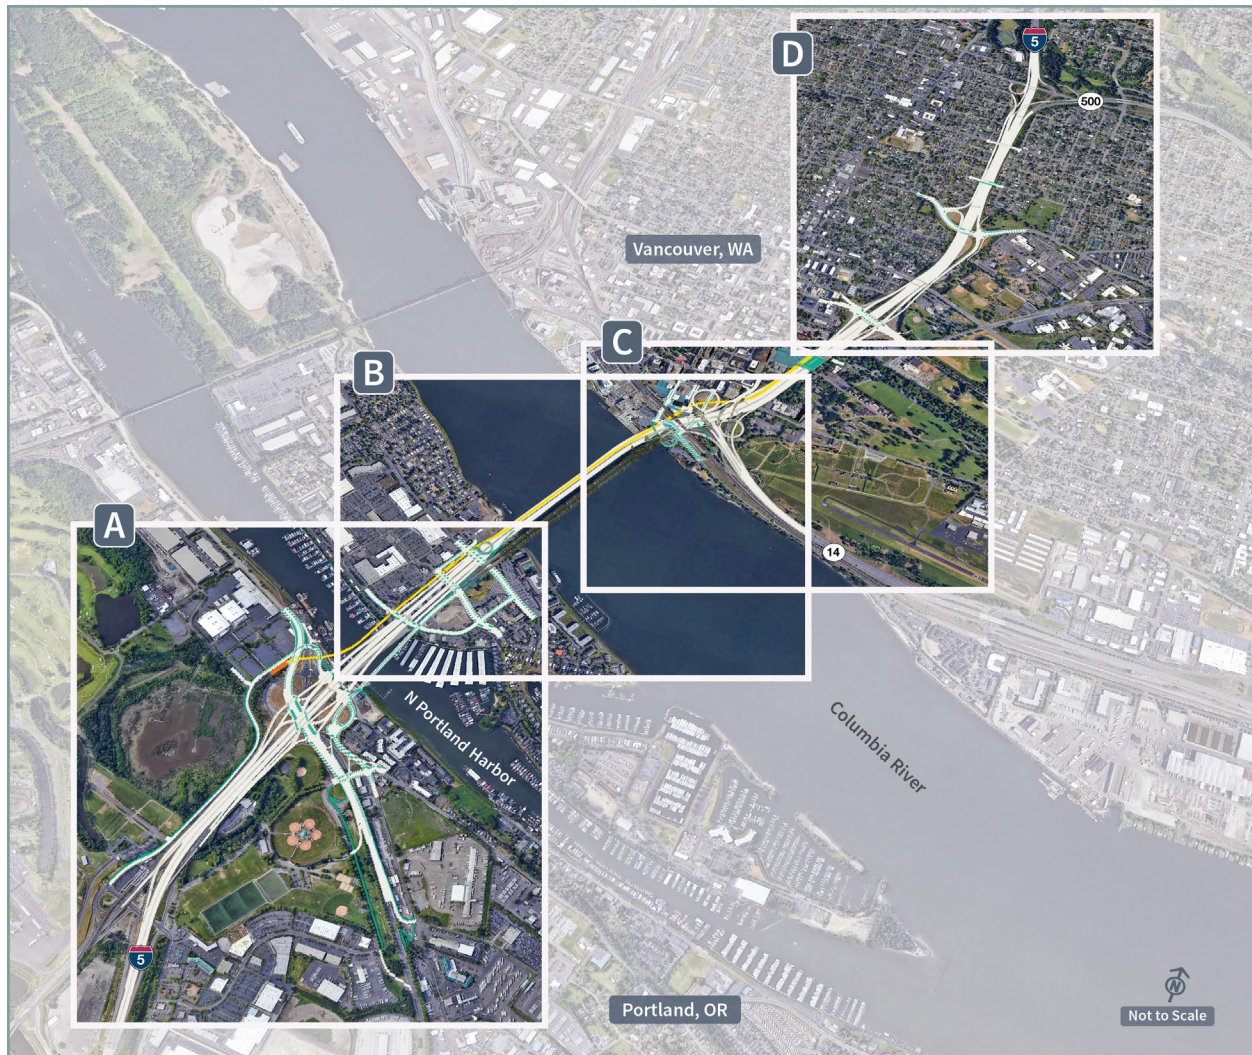 D
5
500
Vancouver, WA
C
B
14
A
N Portland Harbor
Columbia River
5
Portland, OR
N
Not to Scale